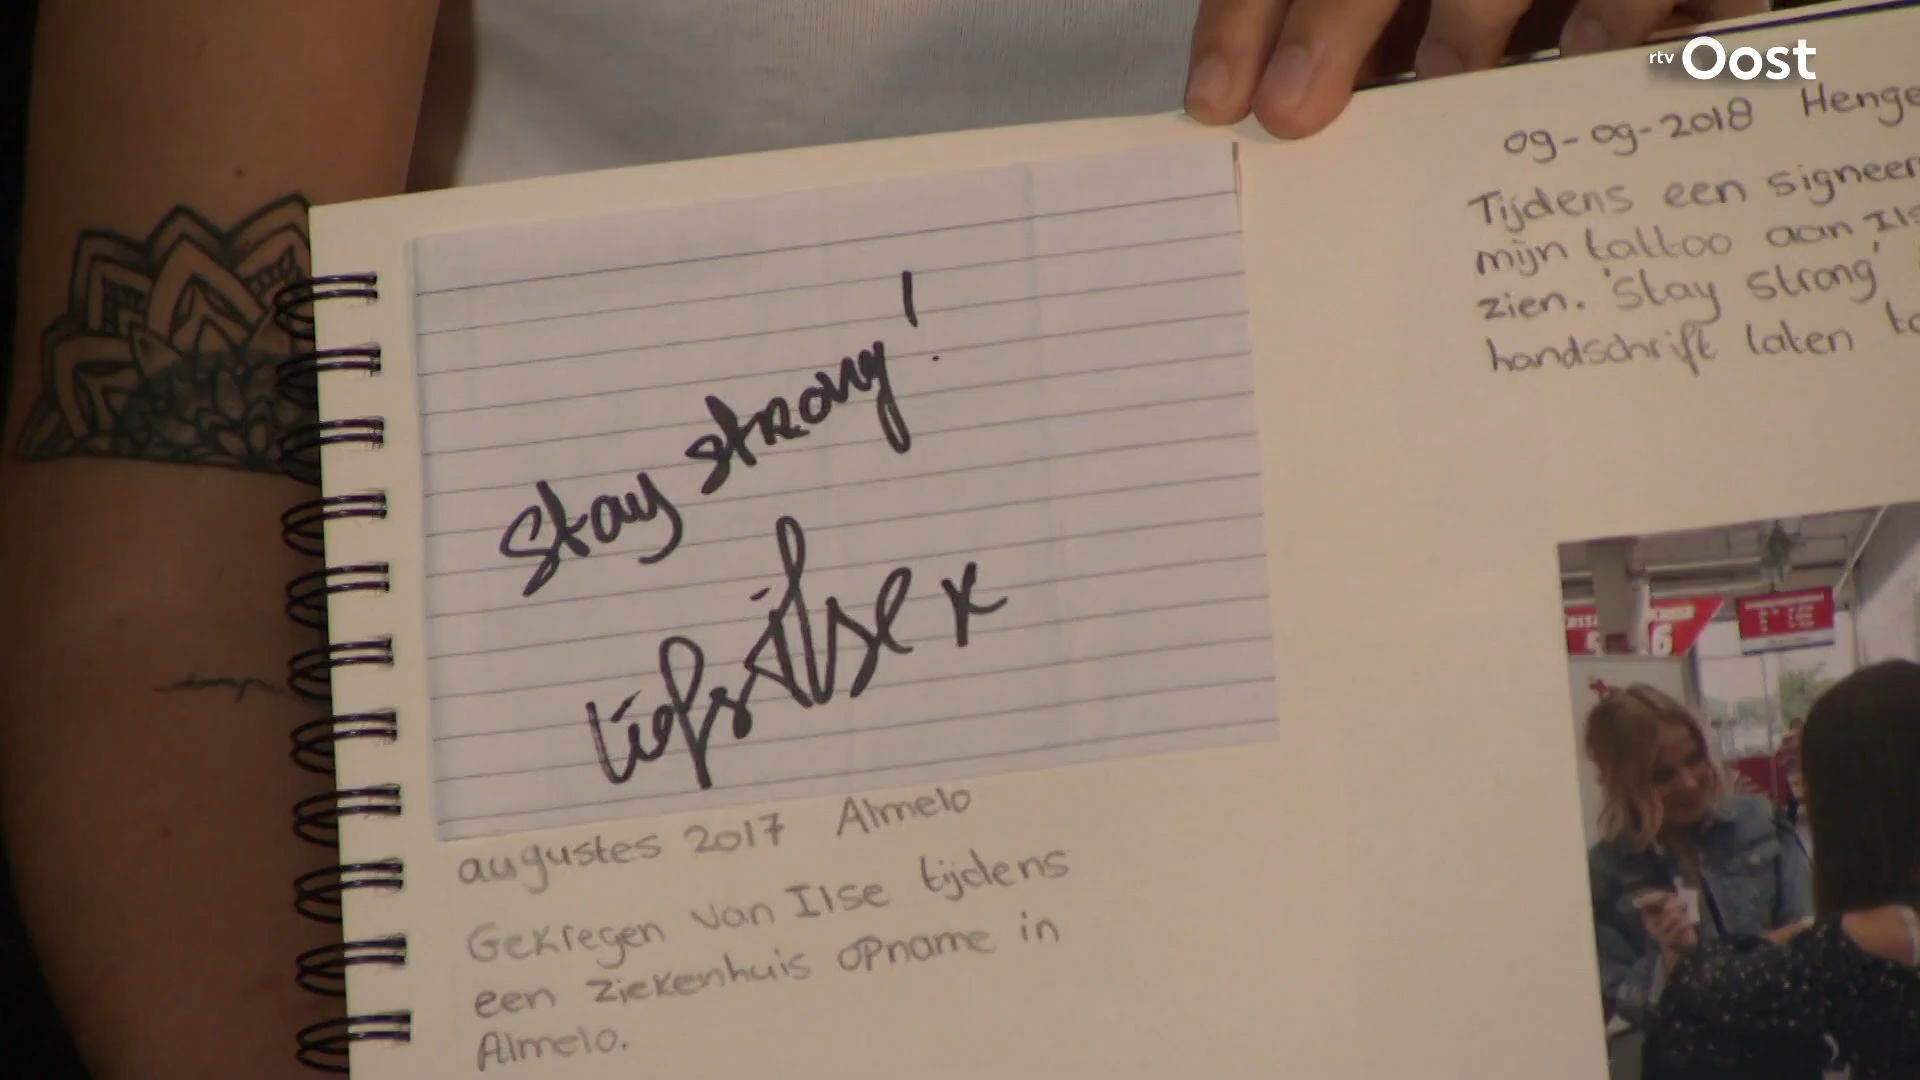 rtv Oost
Stay strong!
Liefs Ilse x
augustes 2017 Almelo
Gekregen van Ilse tijdens
een ziekenhuis opname in
Almelo.
09-09-2018
Tijdens een
mijn tattoo aan
zien. 'Stay strong'
handschrift laten